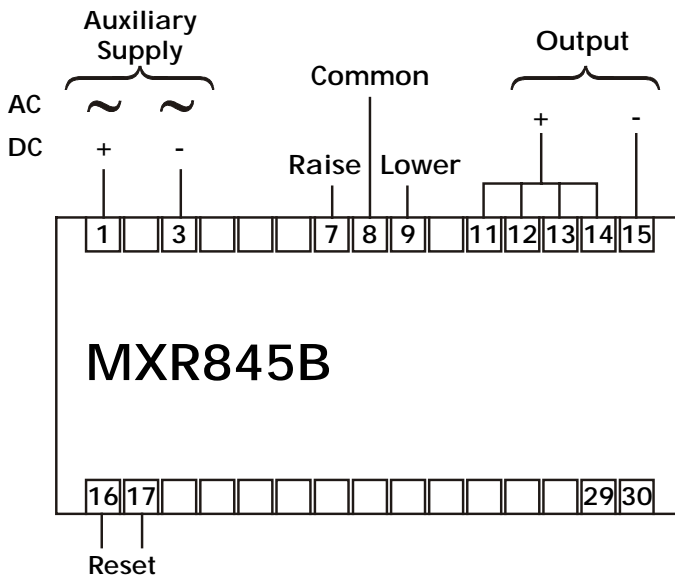 Auxiliary
Supply
Output
Common
AC ~ ~
DC + -
+ -
Raise Lower
1 3 7 8 9 11 12 13 14 15
MXR845B
16 17 29 30
Reset